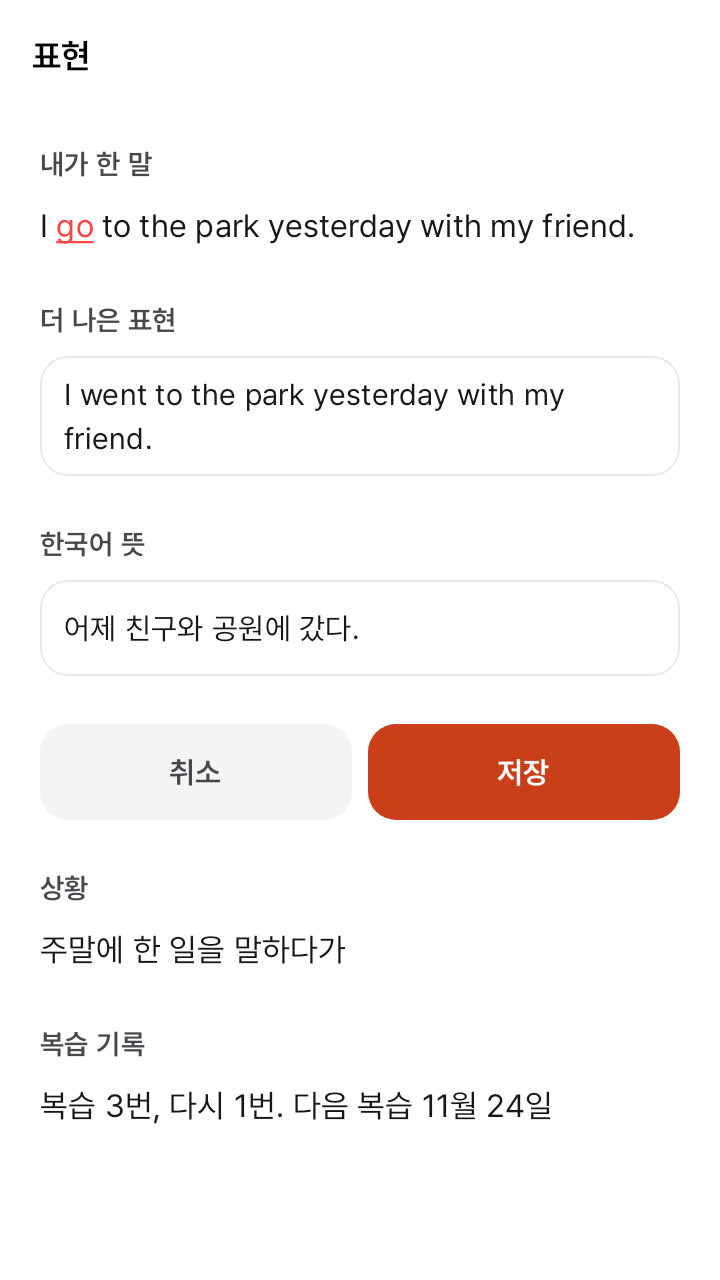 표현
내가 한 말
I go to the park yesterday with my friend.
더 나은 표현
I went to the park yesterday with my
friend.
한국어 뜻
어제 친구와 공원에 갔다.
취소
저장
상황
주말에 한 일을 말하다가
복습 기록
복습 3번, 다시 1번. 다음 복습 11월 24일